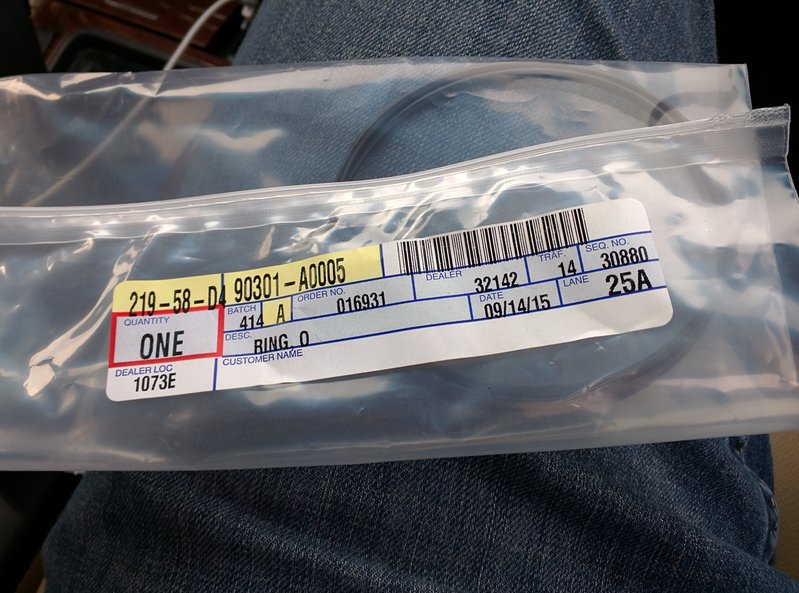 219-58-D4 90301-A0005
QUANTITY
ONE
BATCH
414 A
ORDER NO.
016931
DEALER
32142
TRAF.
14
SEQ. NO.
30880
DESC.
RING, O
DATE
09/14/15
LANE
25A
DEALER LOC
1073E
CUSTOMER NAME